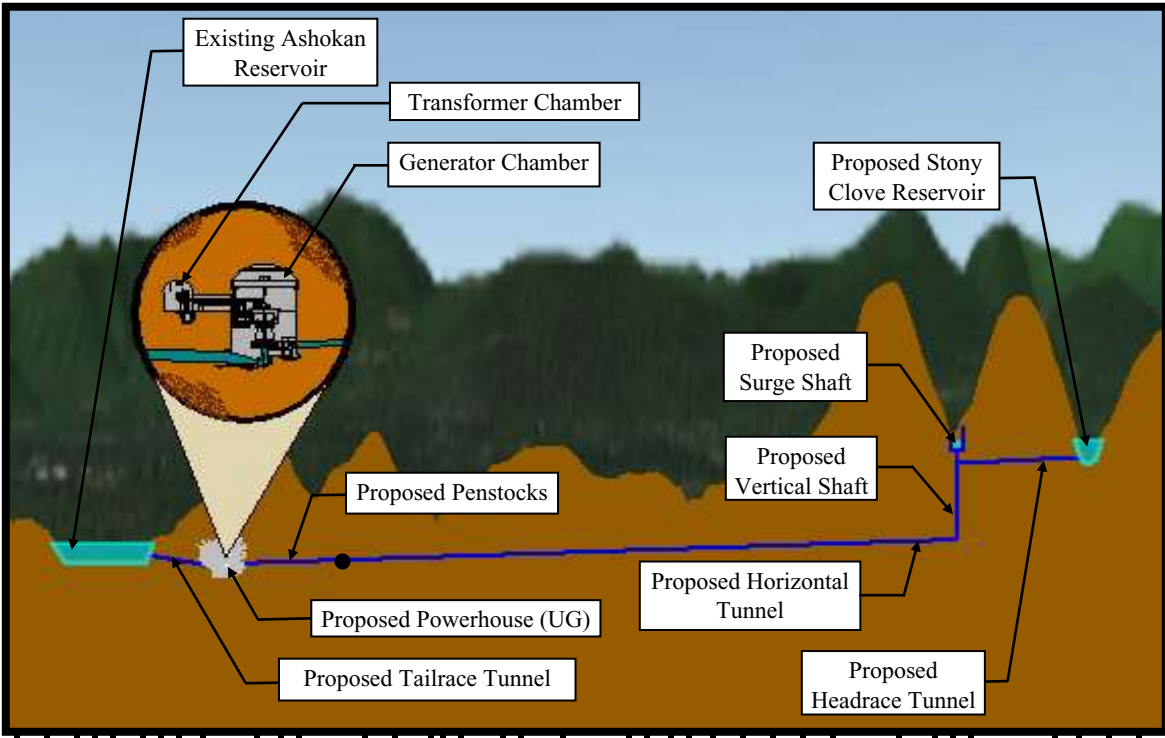 Existing Ashokan
Reservoir
Transformer Chamber
Generator Chamber
Proposed Stony
Clove Reservoir
Proposed
Surge Shaft
Proposed
Vertical Shaft
Proposed Penstocks
Proposed Horizontal
Tunnel
Proposed Powerhouse (UG)
Proposed Tailrace Tunnel
Proposed
Headrace Tunnel